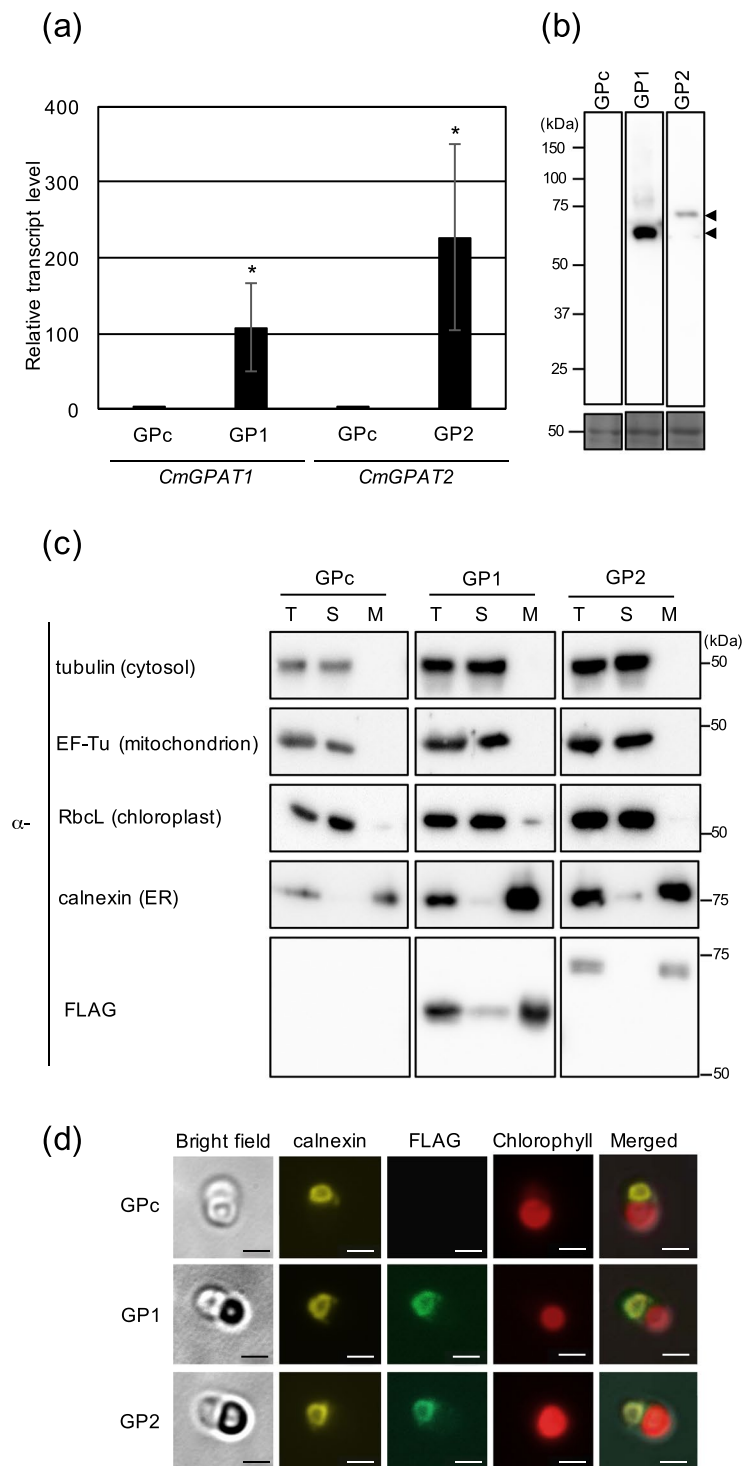 (a)
400
300
200
100
0
Relative transcript level
*
*
GPc GP1 GPc GP2
CmGPAT1 CmGPAT2
(b)
GPc GP1 GP2
(kDa)
150
100
75
50
37
25
50
(c)
GPc GP1 GP2
T S M T S M T S M
(kDa)
α-
tubulin (cytosol) 50
EF-Tu (mitochondrion) 50
RbcL (chloroplast) 50
calnexin (ER) 75
FLAG 75
50
(d)
Bright field calnexin FLAG Chlorophyll Merged
GPc
GP1
GP2